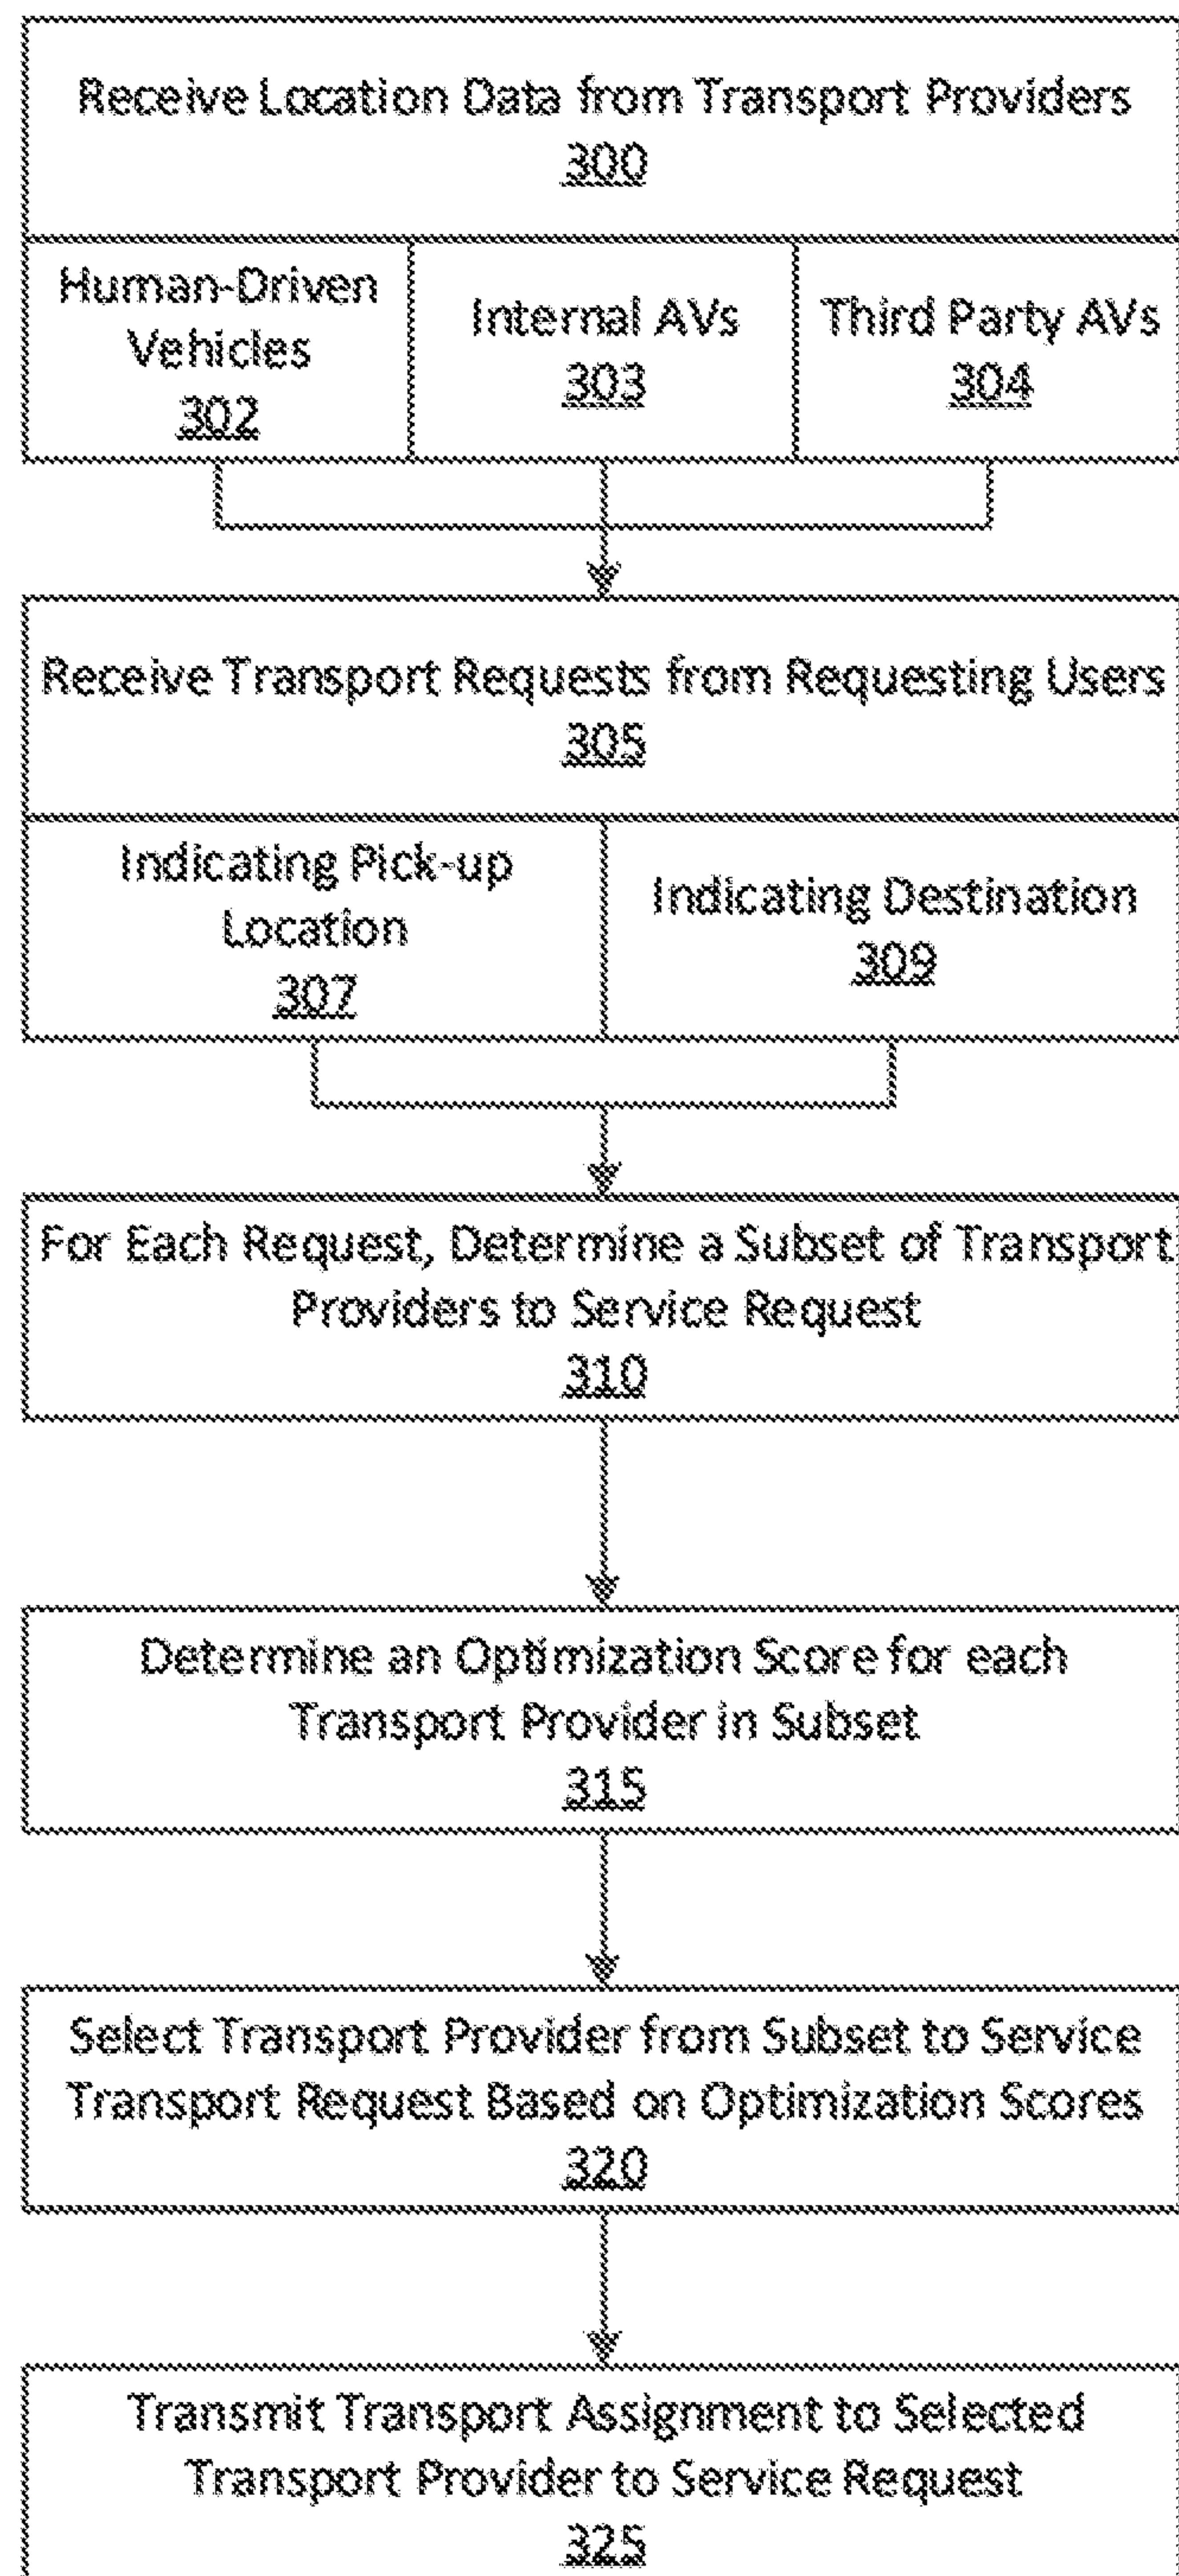 Receive Location Data from Transport Providers
300
Human-Driven
Vehicles
302
Internal AVs
303
Third Party AVs
304
Receive Transport Requests from Requesting Users
305
Indicating Pick-up
Location
307
Indicating Destination
309
For Each Request, Determine a Subset of Transport
Providers to Service Request
310
Determine an Optimization Score for each
Transport Provider in Subset
315
Select Transport Provider from Subset to Service
Transport Request Based on Optimization Scores
320
Transmit Transport Assignment to Selected
Transport Provider to Service Request
325